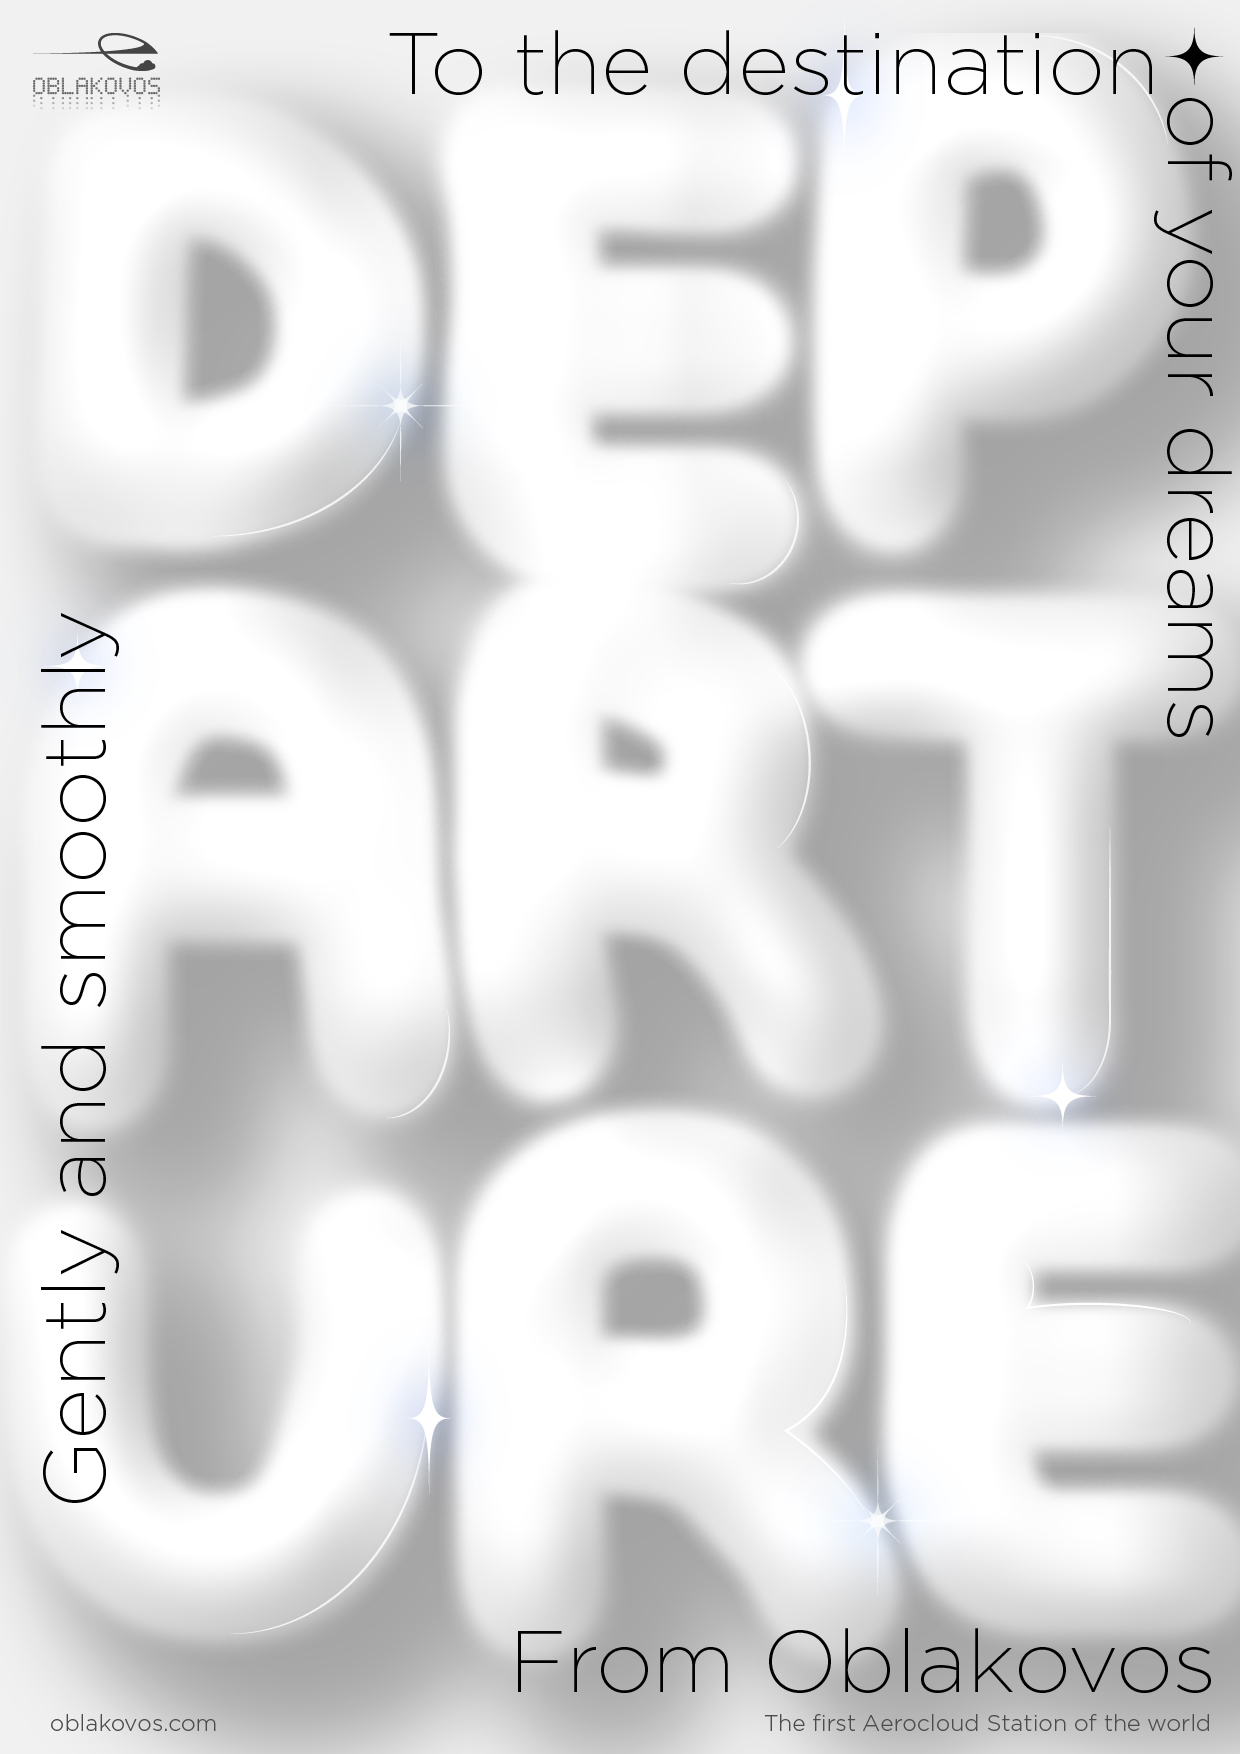 OBLAKOVOS
To the destination
of your dreams
DEP
ART
URE
Gently and smoothly
From Oblakovos
oblakovos.com
The first Aerocloud Station of the world